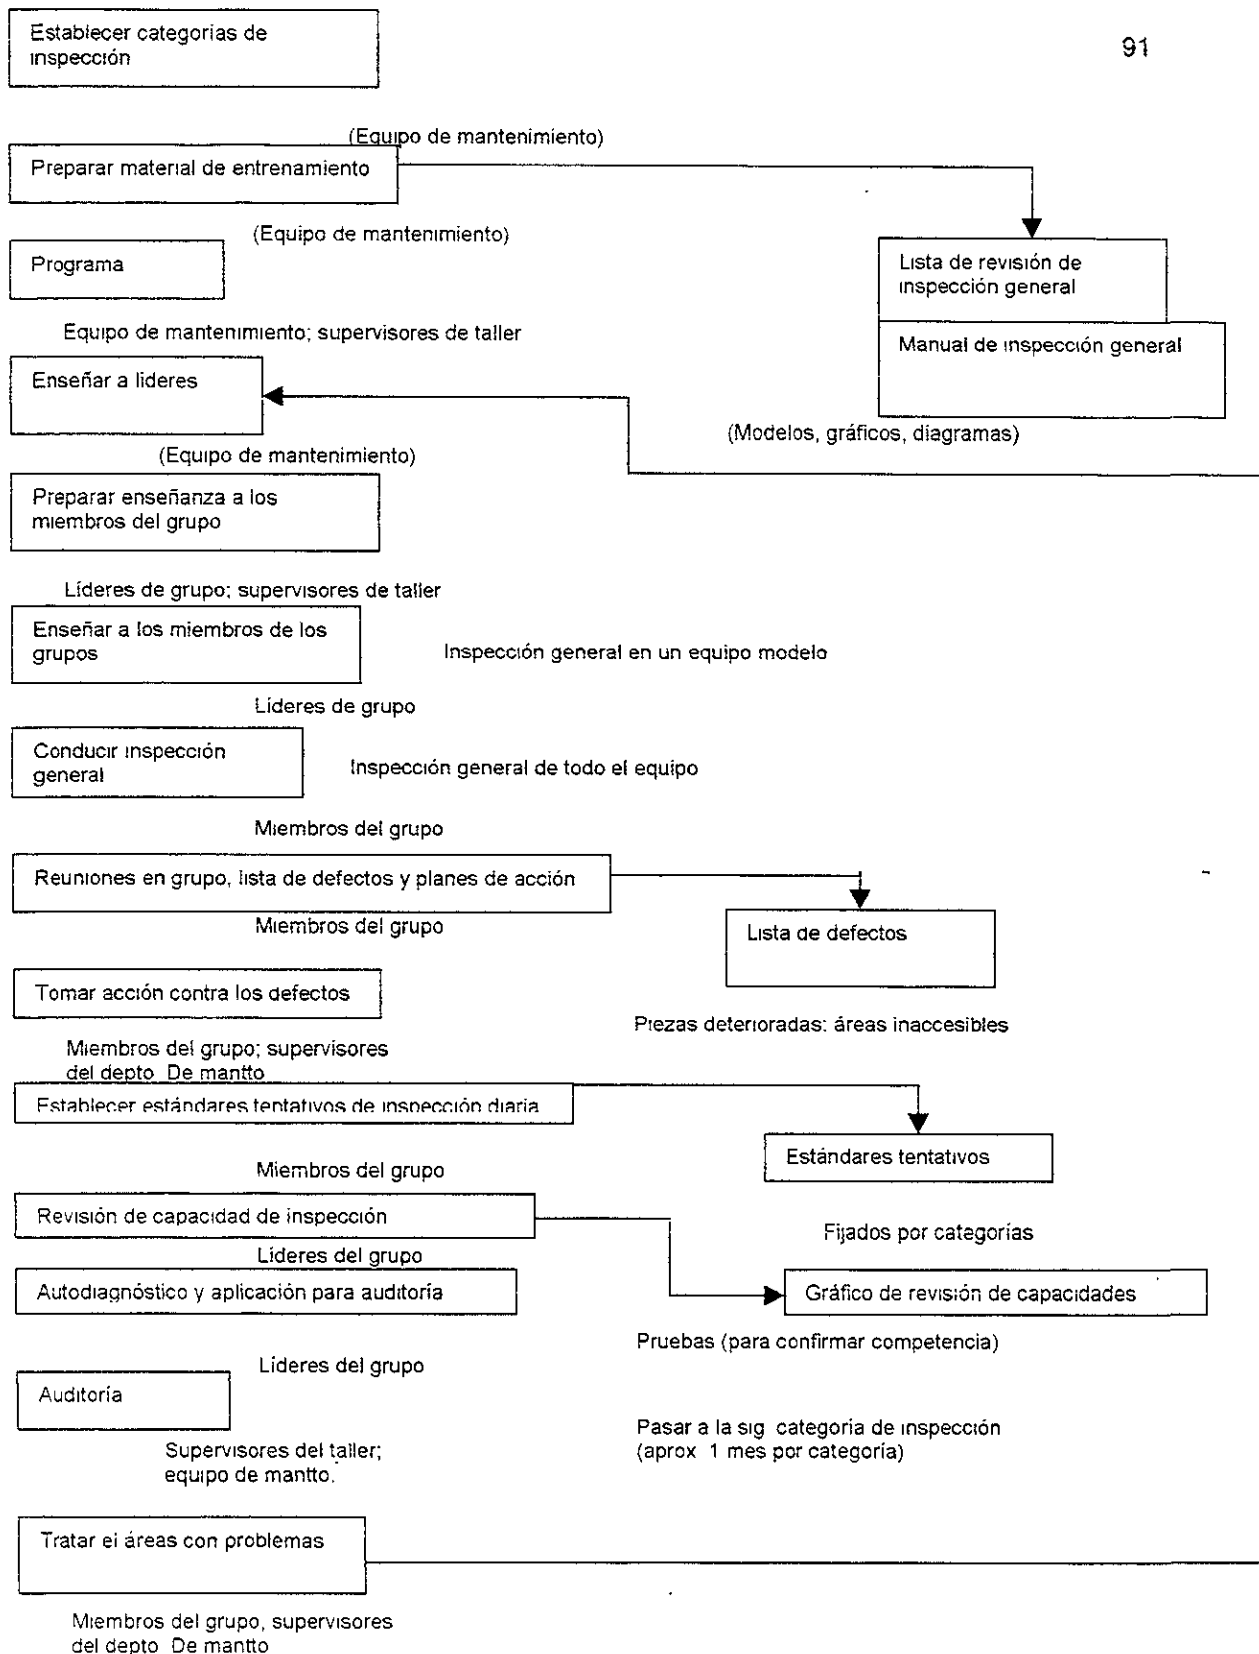 Establecer categorias de
inspección
91
(Equipo de mantenimiento)
Preparar material de entrenamiento
(Equipo de mantenimiento)
Programa
Lista de revisión de
inspección general
Equipo de mantenimiento; supervisores de taller
Manual de inspección general
Enseñar a lideres
(Modelos, gráficos, diagramas)
(Equipo de mantenimiento)
Preparar enseñanza a los
miembros del grupo
Líderes de grupo; supervisores de taller
Enseñar a los miembros de los
grupos
Inspección general en un equipo modelo
Líderes de grupo
Conducir inspección
general
Inspección general de todo el equipo
Miembros del grupo
Reuniones en grupo, lista de defectos y planes de acción
Miembros del grupo
Lista de defectos
Tomar acción contra los defectos
Piezas deterioradas: áreas inaccesibles
Miembros del grupo; supervisores
del depto De mantto
Establecer estándares tentativos de inspección diaria
Estándares tentativos
Miembros del grupo
Revisión de capacidad de inspección
Fijados por categorías
Líderes del grupo
Autodiagnóstico y aplicación para auditoría
Gráfico de revisión de capacidades
Pruebas (para confirmar competencia)
Líderes del grupo
Auditoría
Pasar a la sig categoria de inspección
(aprox 1 mes por categoría)
Supervisores del taller;
equipo de mantto.
Tratar el áreas con problemas
Miembros del grupo, supervisores
del depto De mantto